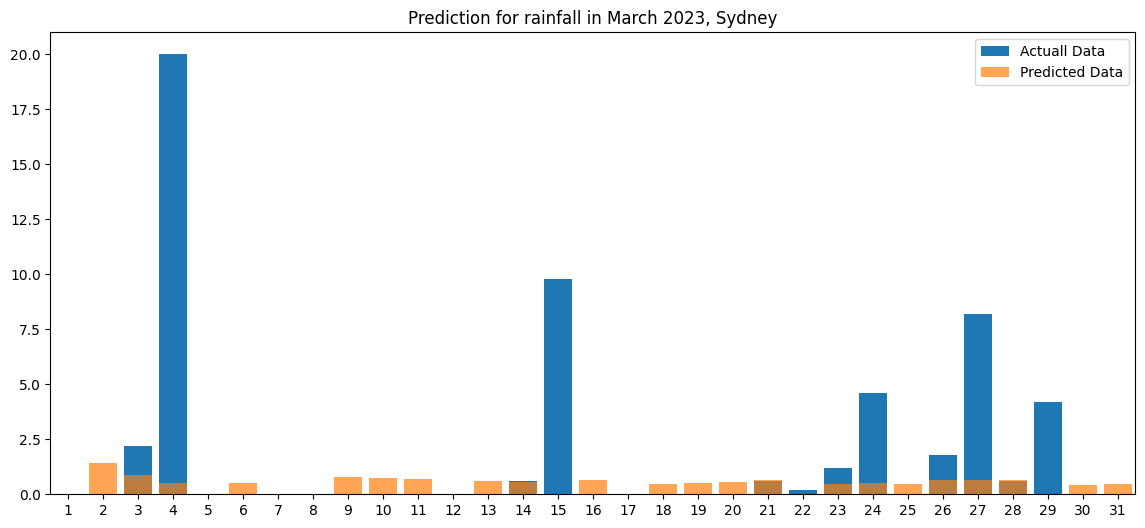 Prediction for rainfall in March 2023, Sydney
Actuall Data
Predicted Data
20.0
17.5
15.0
12.5
10.0
7.5
5.0
2.5
0.0
1 2 3 4 5 6 7 8 9 10 11 12 13 14 15 16 17 18 19 20 21 22 23 24 25 26 27 28 29 30 31